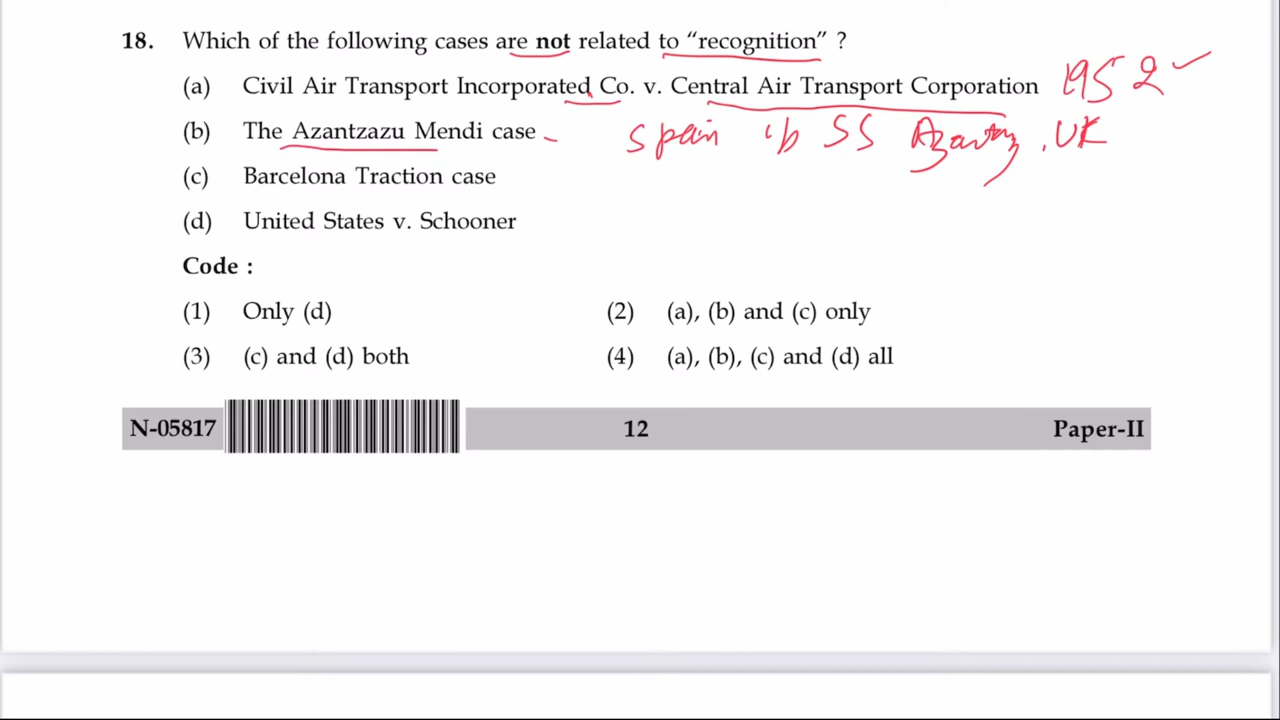 18. Which of the following cases are not related to "recognition" ?
(a) Civil Air Transport Incorporated Co. v. Central Air Transport Corporation 1952
(b) The Azantzazu Mendi case - Spain SS UK
(c) Barcelona Traction case
(d) United States v. Schooner
Code :
(1) Only (d) (2) (a), (b) and (c) only
(3) (c) and (d) both (4) (a), (b), (c) and (d) all
N-05817 12 Paper-II